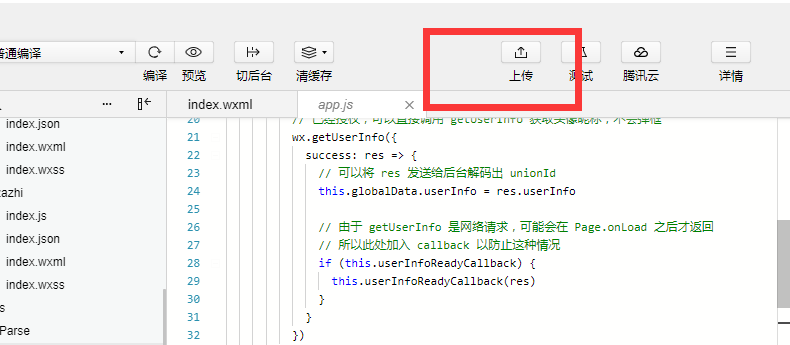 普通编译
编译 预览 切后台 清缓存 上传 测试 腾讯云 详情
index.wxml app.js
index.json
index.wxml
index.wxss
azhi
index.js
index.json
index.wxml
index.wxss
s
Parse
20 // 已经授权，可以直接调用 getUserInfo 获取头像昵称，不会弹框
21 wx.getUserInfo({
22 success: res => {
23 // 可以将 res 发送给后台解码出 unionId
24 this.globalData.userInfo = res.userInfo
25
26 // 由于 getUserInfo 是网络请求，可能会在 Page.onLoad 之后才返回
27 // 所以此处加入 callback 以防止这种情况
28 if (this.userInfoReadyCallback) {
29 this.userInfoReadyCallback(res)
30 }
31 }
32 })